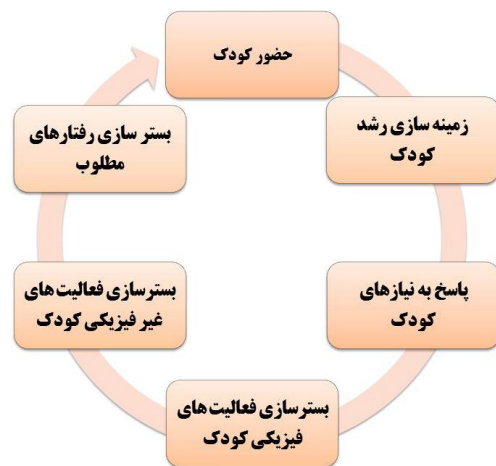 حضور کودک
زمینه سازی رشد
کودک
پاسخ به نیازهای
کودک
بسترسازی فعالیت‌های
فیزیکی کودک
بسترسازی فعالیت‌های
غیر فیزیکی کودک
بستر سازی رفتارهای
مطلوب